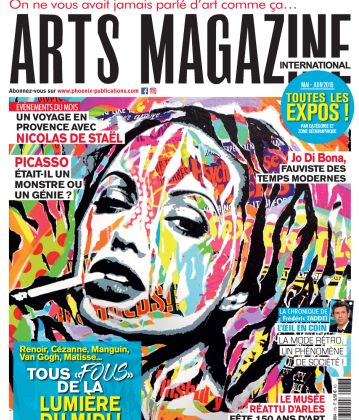 On ne vous avait jamais parlé d'art comme ça...
ARTS MAGAZINE
INTERNATIONAL
Abonnez-vous sur www.phoenix-publications.com
MAI - JUIN 2018
TOUTES LES
EXPOS !
PAR CATÉGORIE ET
ZONE GÉOGRAPHIQUE
ÉVÉNEMENTS DU MOIS
UN VOYAGE EN
PROVENCE AVEC
NICOLAS DE STAËL
PICASSO
ÉTAIT-IL UN
MONSTRE OU
UN GÉNIE ?
Jo Di Bona,
FAUVISTE DES
TEMPS MODERNES
LA CHRONIQUE DE
Frédéric TADDEÏ
L'ŒIL EN COIN
LA MODE RÉTRO,
UN PHÉNOMÈNE
DE SOCIÉTÉ !
Renoir, Cézanne, Manguin,
Van Gogh, Matisse...
TOUS «FOUS»
DE LA
LUMIÈRE
DU MIDI
LE MUSÉE
RÉATTU D'ARLES
FÊTE 150 ANS D'ART